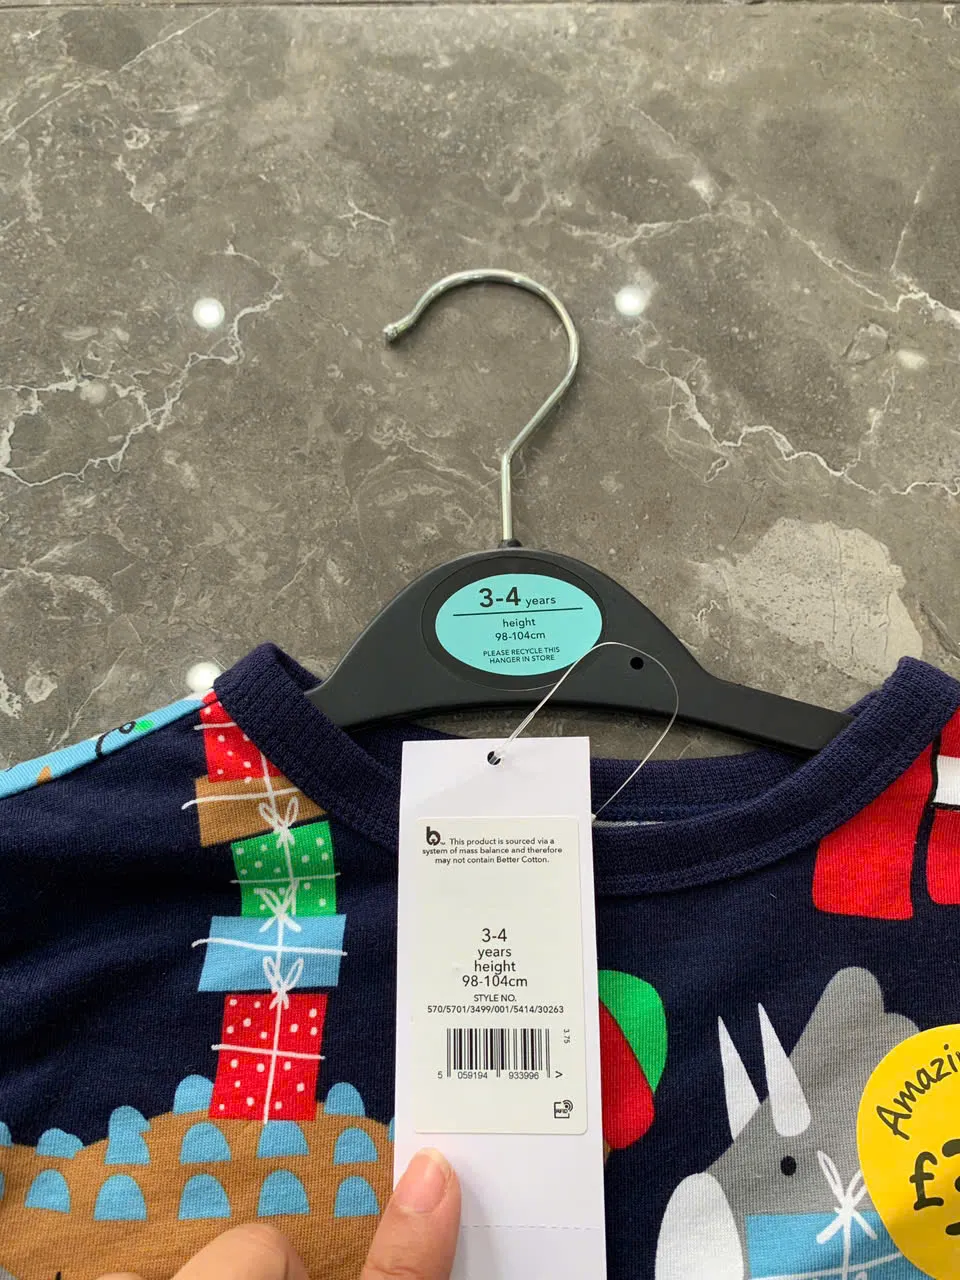 3-4 years
height
98-104cm
PLEASE RECYCLE THIS
HANGER IN STORE
This product is sourced via a
system of mass balance and therefore
may not contain Better Cotton.
3-4
years
height
98-104cm
STYLE NO.
570/5701/3499/001/5414/30263
3.75
5 059194 933996 >
RFID
£